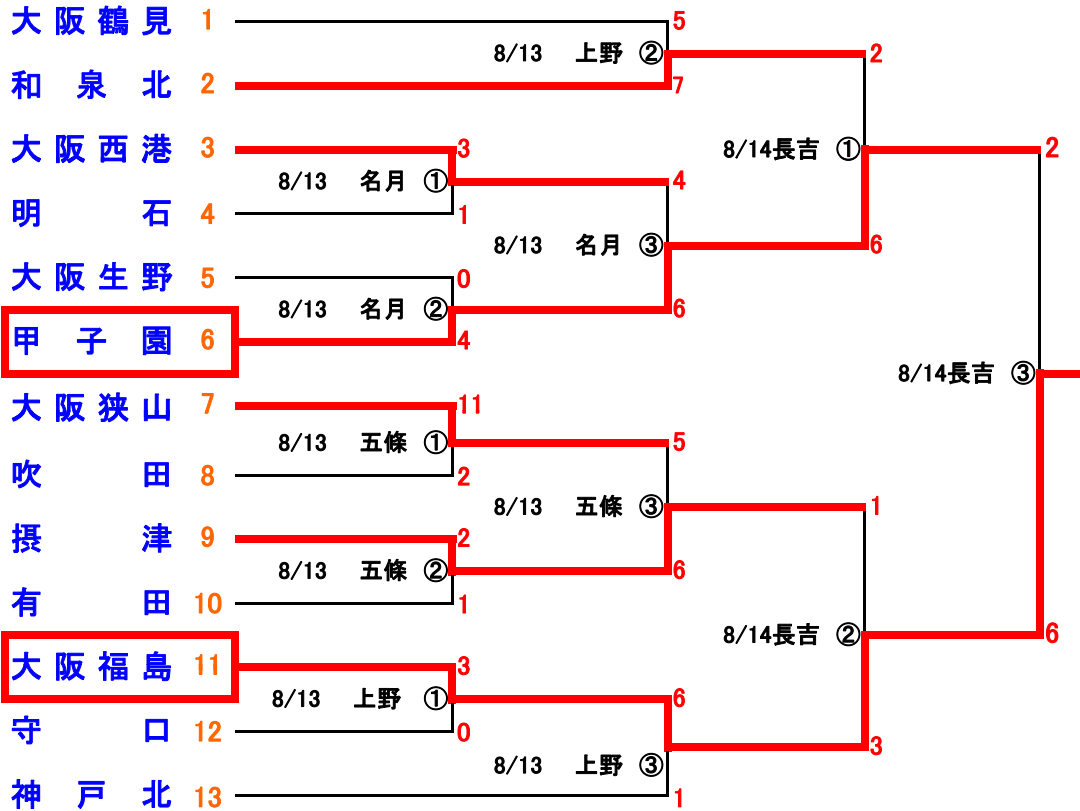 大阪鶴見 1
5
8/13 上野 ②
2
和泉北 2
7
大阪西港 3
3
8/14長吉 ①
2
8/13 名月 ①
4
明石 4
1
8/13 名月 ③
6
大阪生野 5
0
8/13 名月 ②
6
甲子園 6
4
8/14長吉 ③
大阪狭山 7
11
8/13 五條 ①
5
吹田 8
2
8/13 五條 ③
1
摂津 9
2
8/13 五條 ②
6
有田 10
1
8/14長吉 ②
6
大阪福島 11
3
8/13 上野 ①
6
守口 12
0
3
8/13 上野 ③
神戸北 13
1